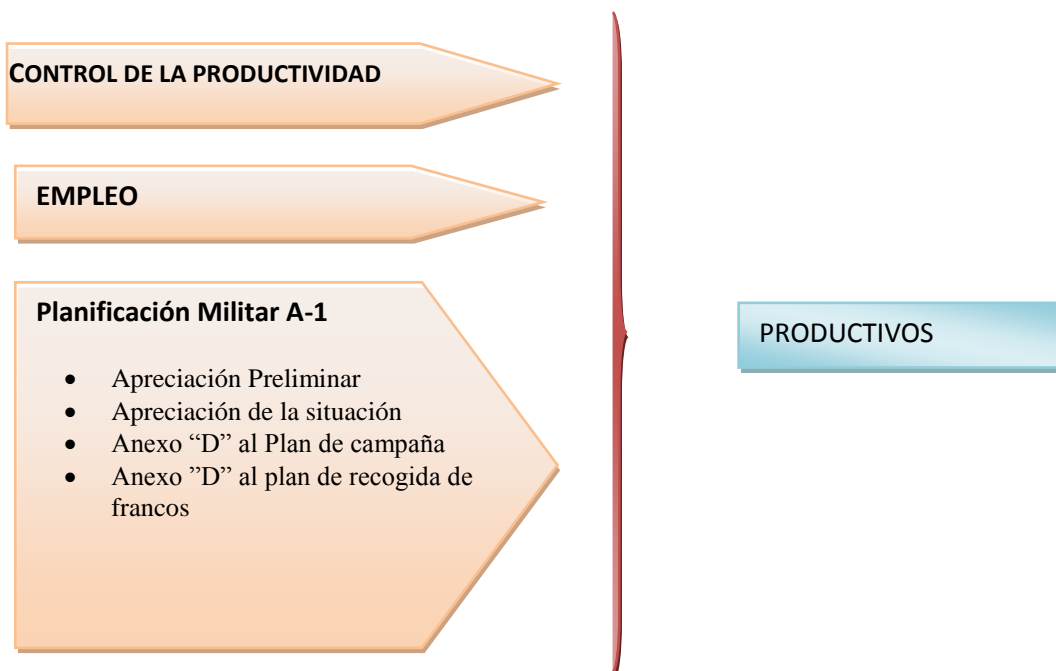 CONTROL DE LA PRODUCTIVIDAD
EMPLEO
Planificación Militar A-1
• Apreciación Preliminar
• Apreciación de la situación
• Anexo “D” al Plan de campaña
• Anexo ”D” al plan de recogida de
francos
PRODUCTIVOS